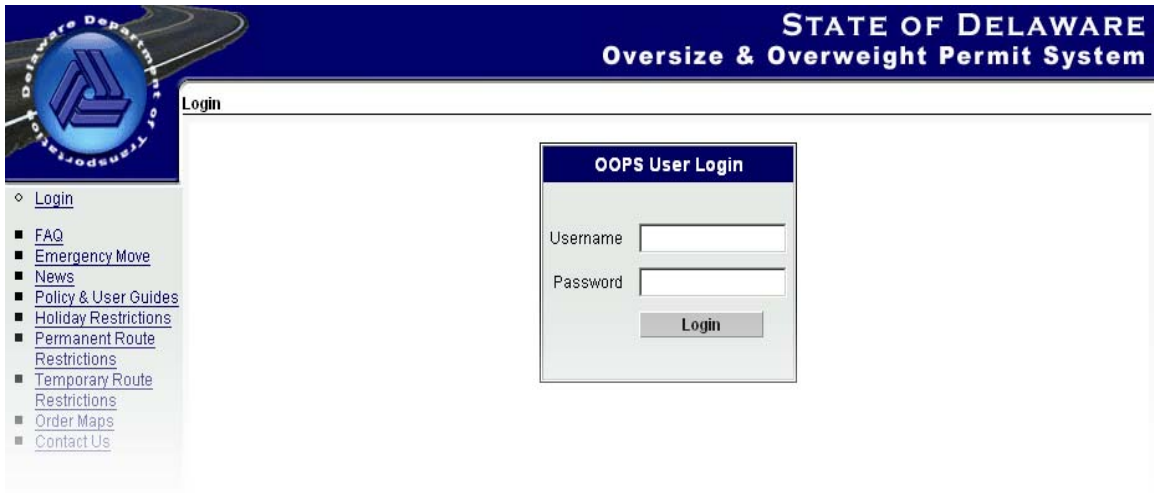 Delaware Department of Transportation
STATE OF DELAWARE
Oversize & Overweight Permit System
Login
Login
FAQ
Emergency Move
News
Policy & User Guides
Holiday Restrictions
Permanent Route
Restrictions
Temporary Route
Restrictions
Order Maps
Contact Us
OOPS User Login
Username
Password
Login